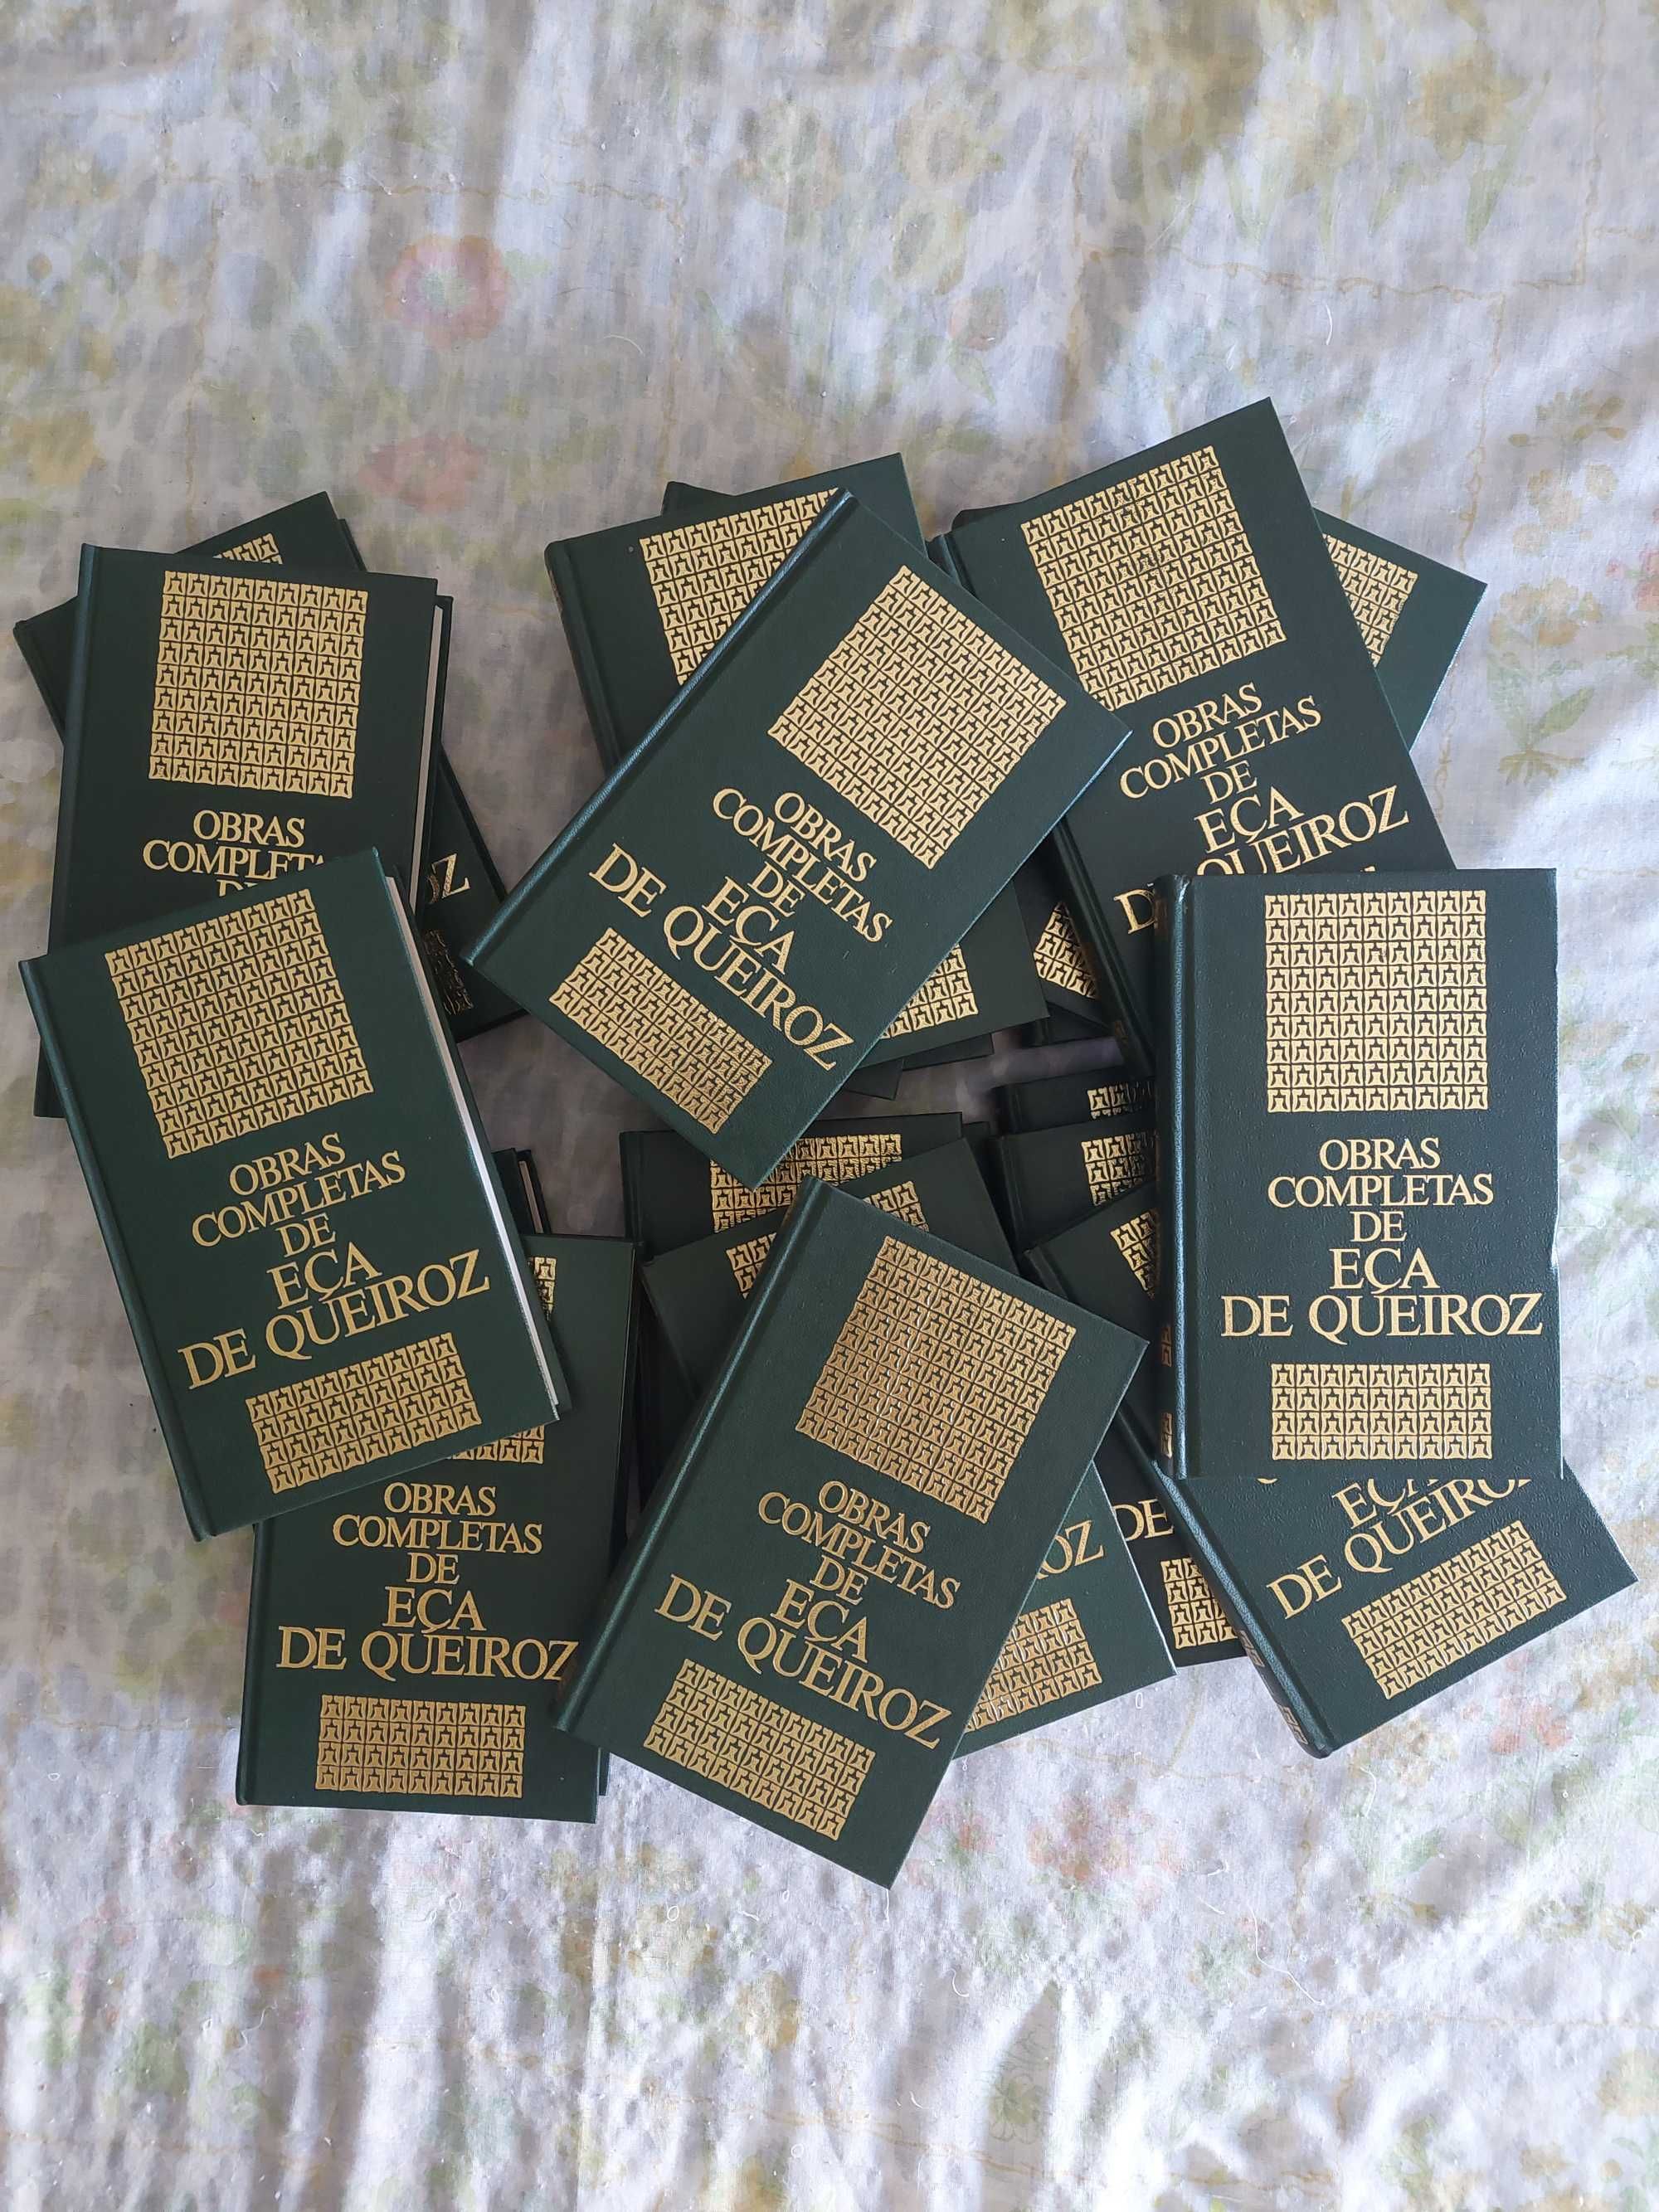 OBRAS
COMPLETAS
DE
EÇA
DE QUEIROZ
OBRAS
OBRAS
COMPLETAS
DE
EÇA
DE QUEIROZ
OBRAS
COMPLETAS
DE
EÇA
DE QUEIROZ
OBRAS
COMPLETAS
DE
EÇA
DE QUEIROZ
OBRAS
COMPLETAS
DE
EÇA
DE QUEIROZ
OBRAS
COMPLETAS
DE
EÇA
DE QUEIROZ
DE
EÇA
DE QUEIROZ